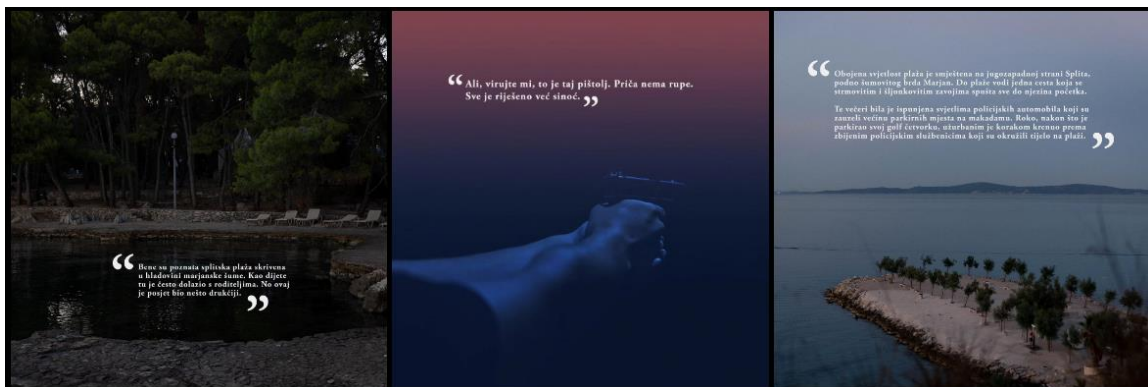 “ Bene su poznata splitska plaža skrivena
u hladovini marjanske šume. Kao dijete
tu je često dolazio s roditeljima. No ovaj
je posjet bio nešto drukčiji. ”
“ Ali, virujte mi, to je taj pištolj. Priča nema rupe.
Sve je riješeno već sinoć. ”
“ Obojena svjetlost plaža je smještena na jugozapadnoj strani Splita,
podno šumovitog brda Marjan. Do plaže vodi jedna cesta koja se
strmovitim i šljunkovitim zavojima spušta sve do njezina početka.
Te večeri bila je ispunjena svjetlima policijskih automobila koji su
zauzeli većinu parkirnih mjesta na makadamu. Roko, nakon što je
parkirao svoj golf četvorku, užurbanim je korakom krenuo prema
zbijenim policijskim službenicima koji su okružili tijelo na plaži. ”